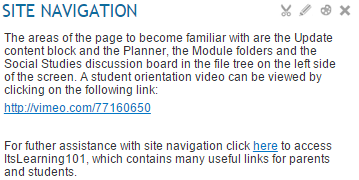 SITE NAVIGATION
The areas of the page to become familiar with are the Update
content block and the Planner, the Module folders and the
Social Studies discussion board in the file tree on the left side
of the screen. A student orientation video can be viewed by
clicking on the following link:
http://vimeo.com/77160650
For futher assistance with site navigation click here to access
ItsLearning101, which contains many useful links for parents
and students.